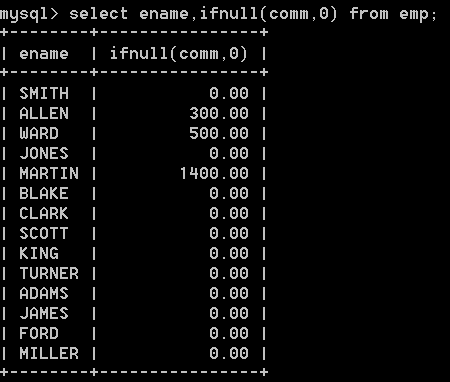 mysql> select ename,ifnull(comm,0) from emp;
+--------+----------------+
| ename  | ifnull(comm,0) |
+--------+----------------+
| SMITH  |           0.00 |
| ALLEN  |         300.00 |
| WARD   |         500.00 |
| JONES  |           0.00 |
| MARTIN |        1400.00 |
| BLAKE  |           0.00 |
| CLARK  |           0.00 |
| SCOTT  |           0.00 |
| KING   |           0.00 |
| TURNER |           0.00 |
| ADAMS  |           0.00 |
| JAMES  |           0.00 |
| FORD   |           0.00 |
| MILLER |           0.00 |
+--------+----------------+